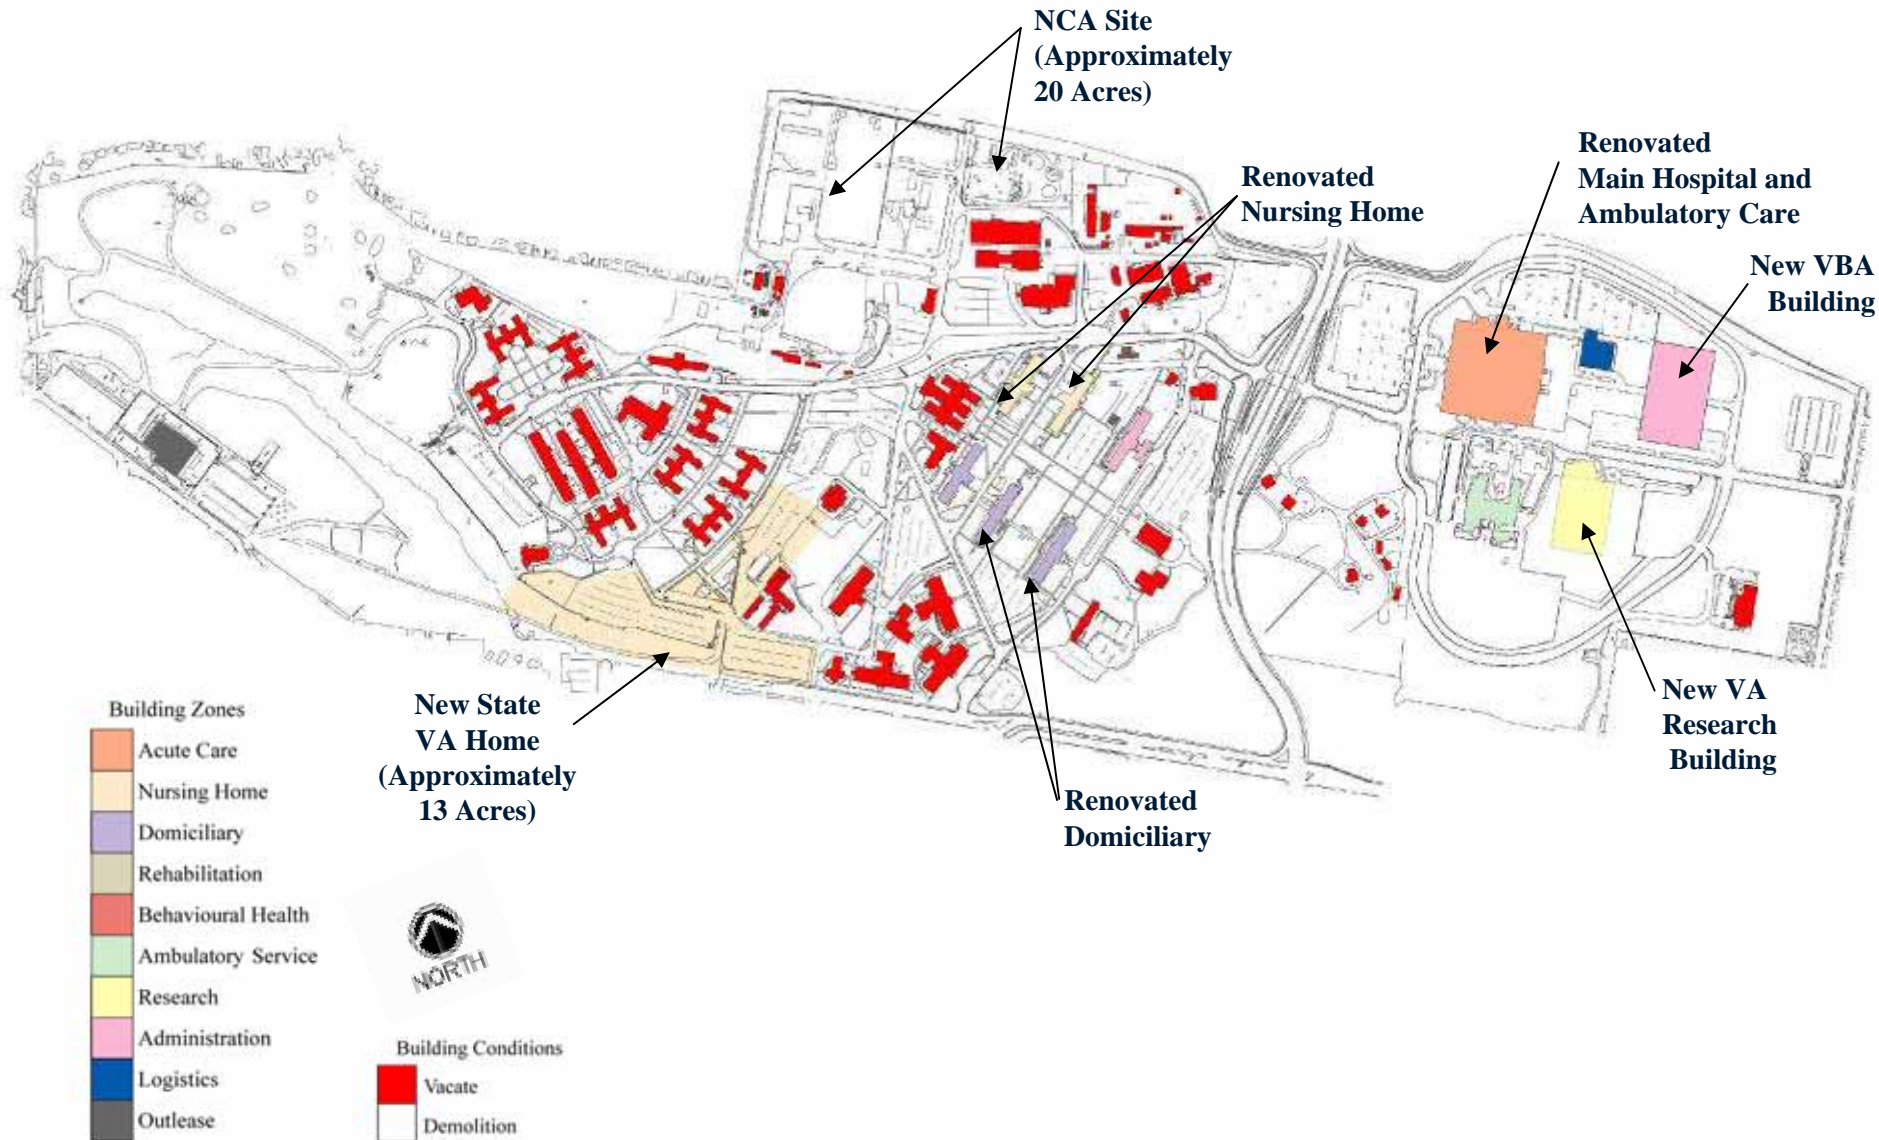 NCA Site
(Approximately
20 Acres)
Renovated
Main Hospital and
Ambulatory Care
Renovated
Nursing Home
New VBA
Building
New State
VA Home
(Approximately
13 Acres)
Renovated
Domiciliary
New VA
Research
Building
Building Zones
Acute Care
Nursing Home
Domiciliary
Rehabilitation
Behavioural Health
Ambulatory Service
Research
Administration
Logistics
Outlease
NORTH
Building Conditions
Vacate
Demolition